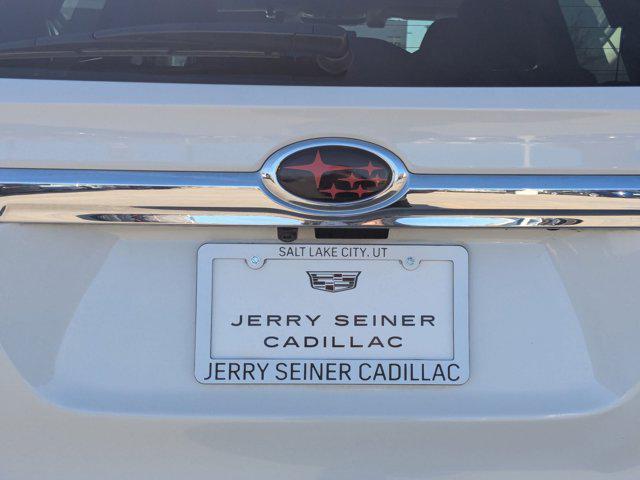 SALT LAKE CITY, UT
JERRY SEINER
CADILLAC
JERRY SEINER CADILLAC